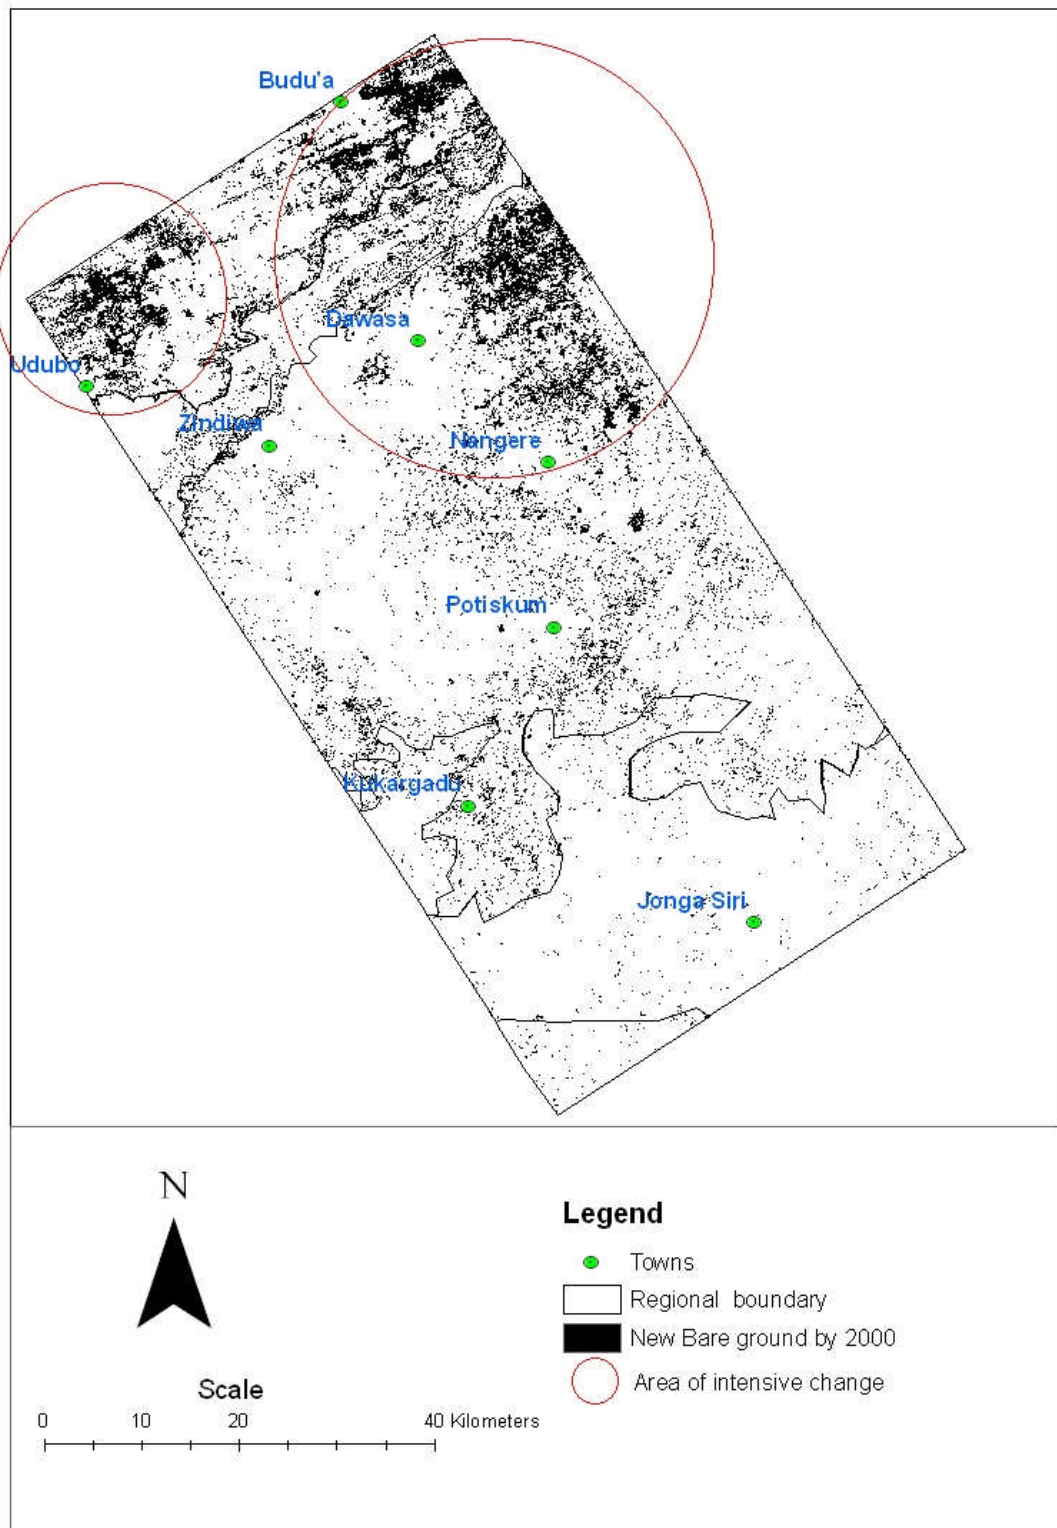 Budu'a
Dawasa
Udubo
Zindiwa
Nangere
Potiskum
Kukargadu
Jonga Siri
N
Legend
Towns
Regional boundary
New Bare ground by 2000
Area of intensive change
Scale
0 10 20 40 Kilometers